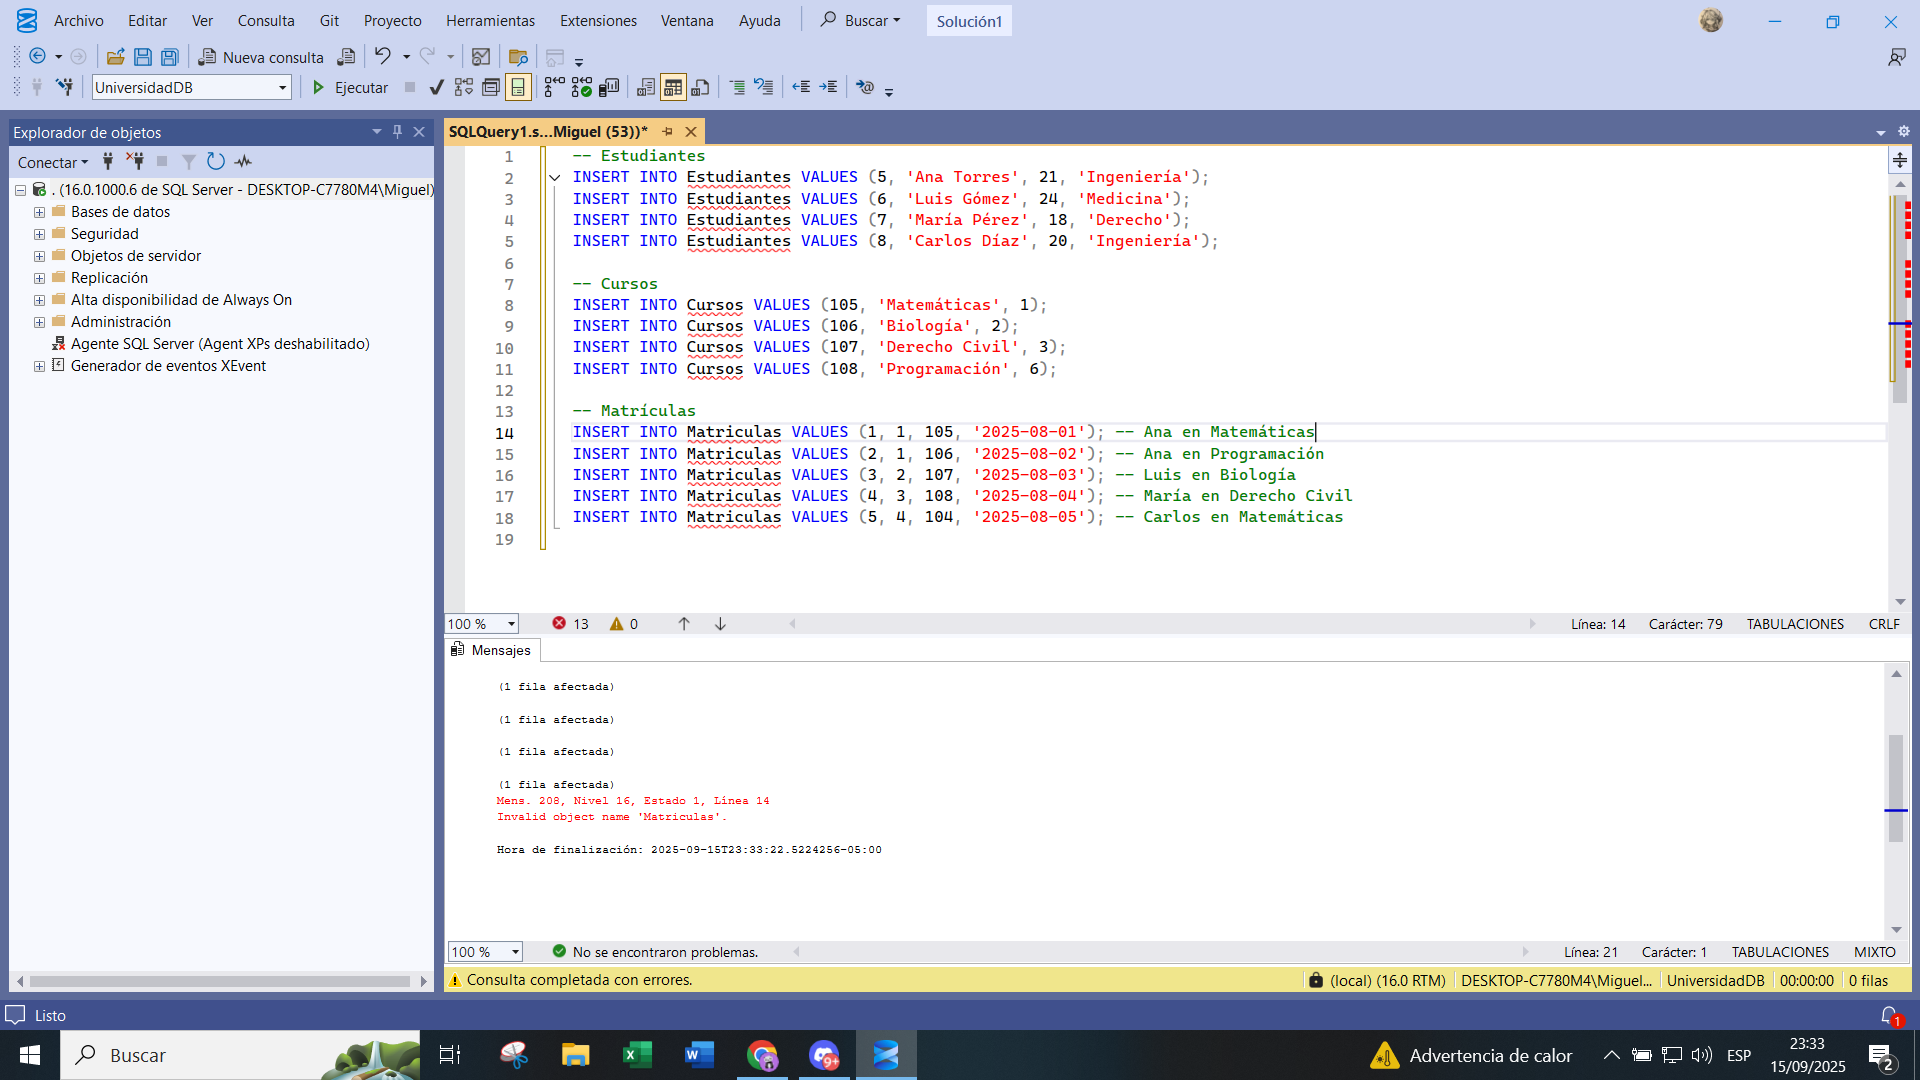 Archivo Editar Ver Consulta Git Proyecto Herramientas Extensiones Ventana Ayuda Buscar Solución1
Nueva consulta
UniversidadDB Ejecutar
Explorador de objetos
Conectar
. (16.0.1000.6 de SQL Server - DESKTOP-C7780M4\Miguel)
Bases de datos
Seguridad
Objetos de servidor
Replicación
Alta disponibilidad de Always On
Administración
Agente SQL Server (Agent XPs deshabilitado)
Generador de eventos XEvent
SQLQuery1.s...Miguel (53))*
1 -- Estudiantes
2 INSERT INTO Estudiantes VALUES (5, 'Ana Torres', 21, 'Ingeniería');
3 INSERT INTO Estudiantes VALUES (6, 'Luis Gómez', 24, 'Medicina');
4 INSERT INTO Estudiantes VALUES (7, 'María Pérez', 18, 'Derecho');
5 INSERT INTO Estudiantes VALUES (8, 'Carlos Díaz', 20, 'Ingeniería');
6
7 -- Cursos
8 INSERT INTO Cursos VALUES (105, 'Matemáticas', 1);
9 INSERT INTO Cursos VALUES (106, 'Biología', 2);
10 INSERT INTO Cursos VALUES (107, 'Derecho Civil', 3);
11 INSERT INTO Cursos VALUES (108, 'Programación', 6);
12
13 -- Matrículas
14 INSERT INTO Matriculas VALUES (1, 1, 105, '2025-08-01'); -- Ana en Matemáticas
15 INSERT INTO Matriculas VALUES (2, 1, 106, '2025-08-02'); -- Ana en Programación
16 INSERT INTO Matriculas VALUES (3, 2, 107, '2025-08-03'); -- Luis en Biología
17 INSERT INTO Matriculas VALUES (4, 3, 108, '2025-08-04'); -- María en Derecho Civil
18 INSERT INTO Matriculas VALUES (5, 4, 104, '2025-08-05'); -- Carlos en Matemáticas
19
100 % 13 0 Línea: 14 Carácter: 79 TABULACIONES CRLF
Mensajes
(1 fila afectada)
(1 fila afectada)
(1 fila afectada)
(1 fila afectada)
Mens. 208, Nivel 16, Estado 1, Línea 14
Invalid object name 'Matriculas'.
Hora de finalización: 2025-09-15T23:33:22.5224256-05:00
100 % No se encontraron problemas. Línea: 21 Carácter: 1 TABULACIONES MIXTO
Consulta completada con errores. (local) (16.0 RTM) DESKTOP-C7780M4\Miguel... UniversidadDB 00:00:00 0 filas
Listo 1
Buscar 9+ Advertencia de calor ESP 23:33
15/09/2025 2